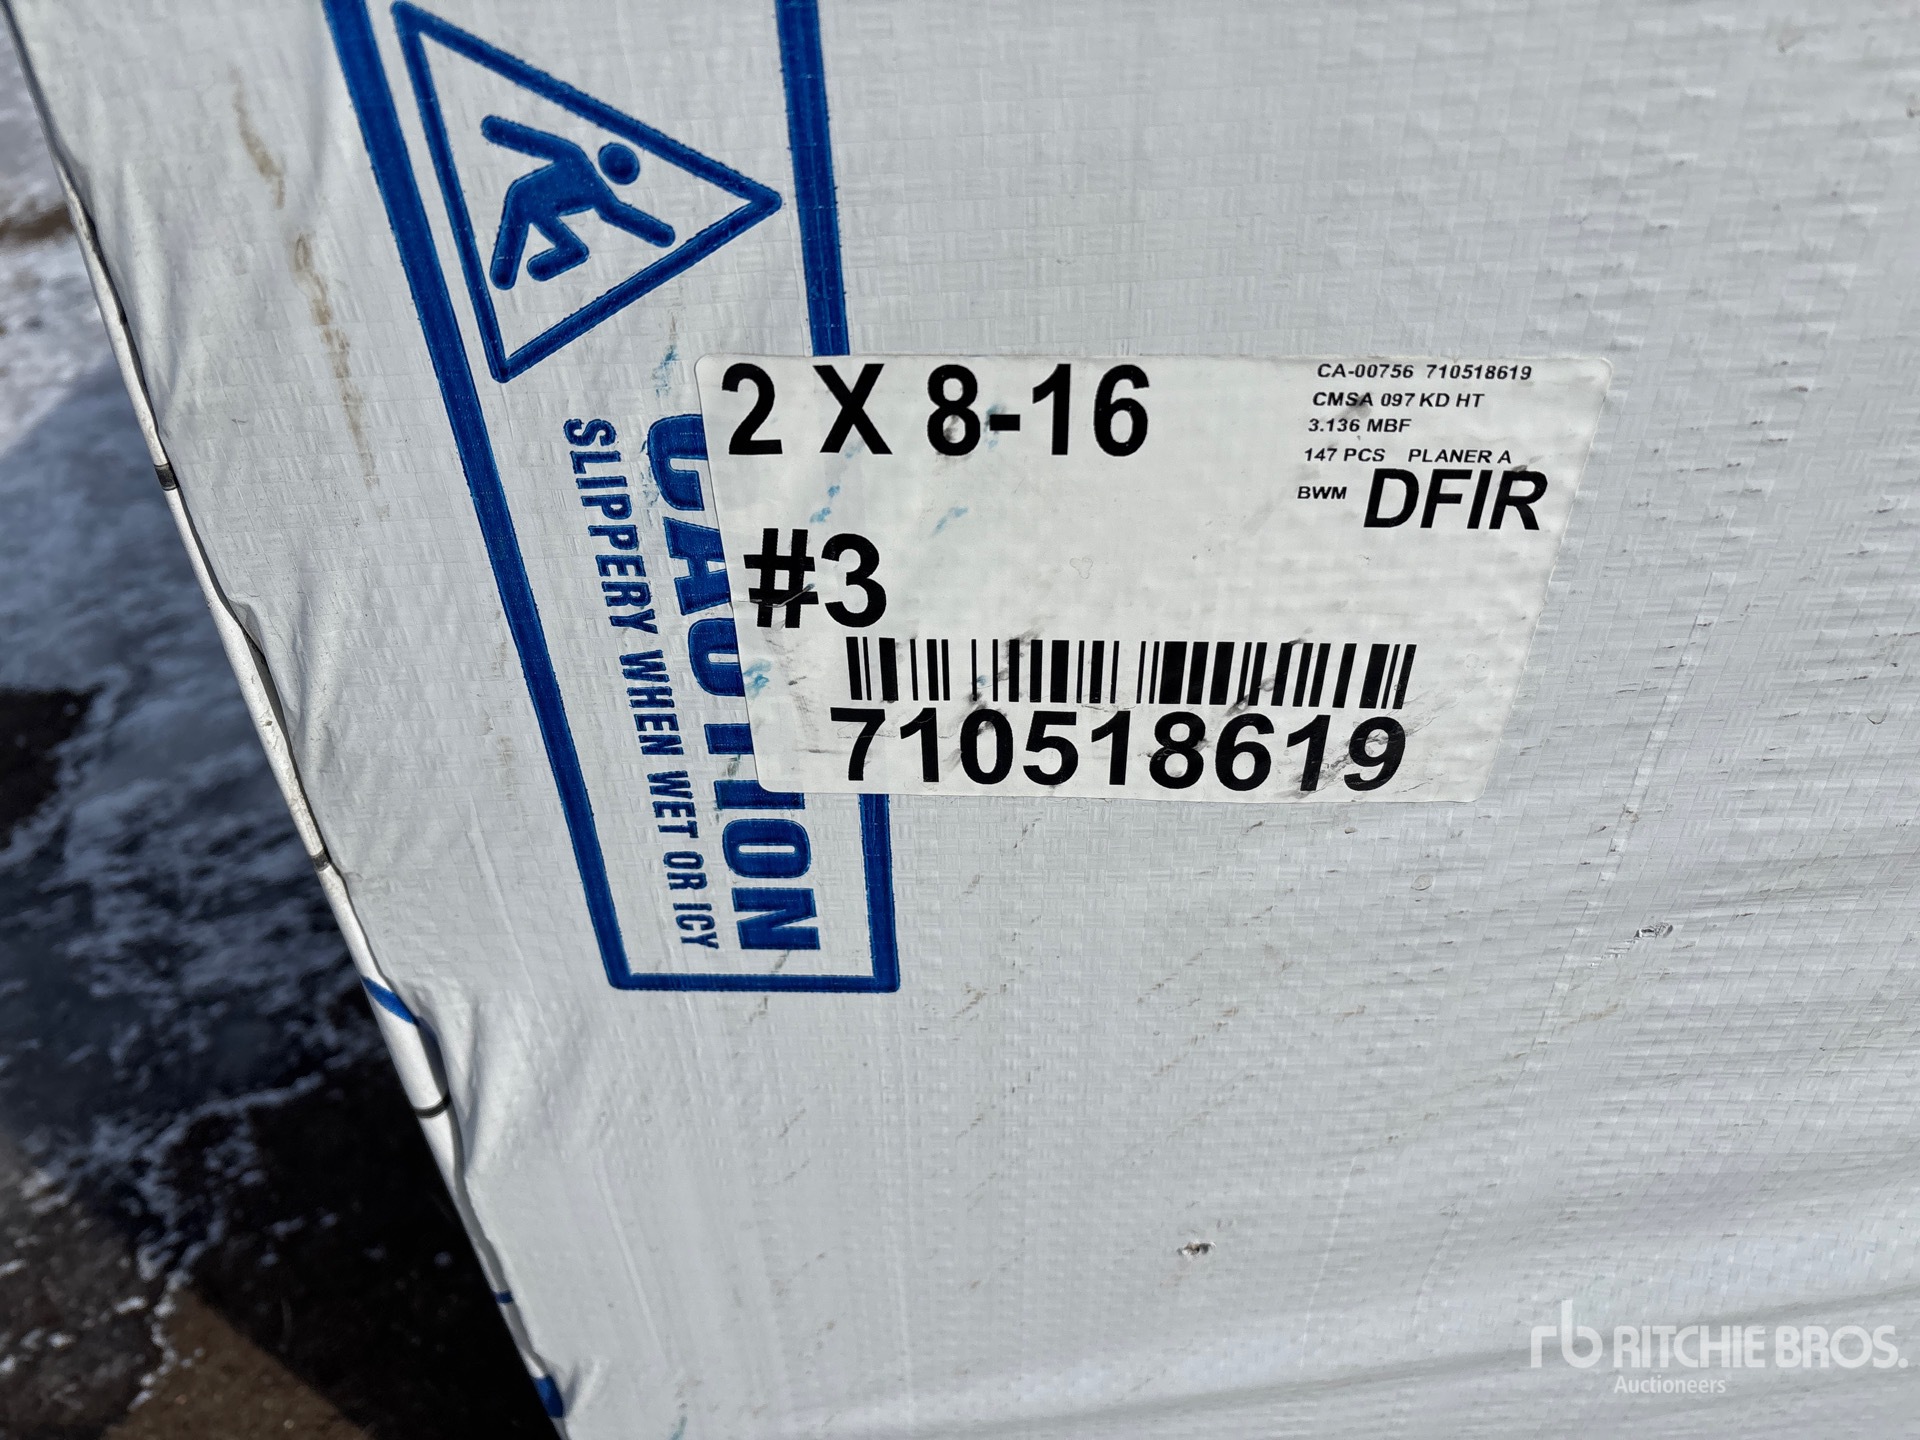 2 X 8-16
CA-00756 710518619
CMSA 097 KD HT
3.136 MBF
147 PCS PLANER A
BWM DFIR
#3
710518619
CAUTION
SLIPPERY WHEN WET OR ICY
rb RITCHIE BROS.
Auctioneers